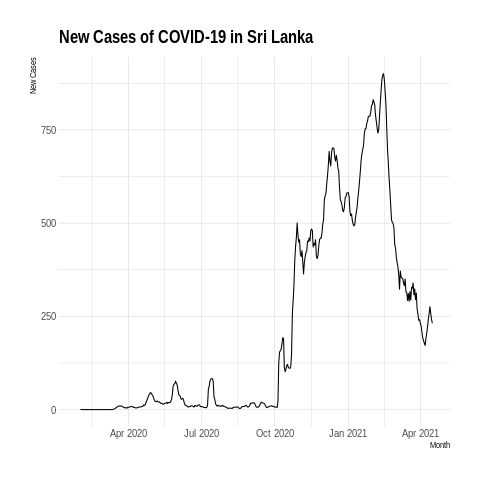 New Cases of COVID-19 in Sri Lanka
New Cases
750
500
250
0
Apr 2020 Jul 2020 Oct 2020 Jan 2021 Apr 2021
Month